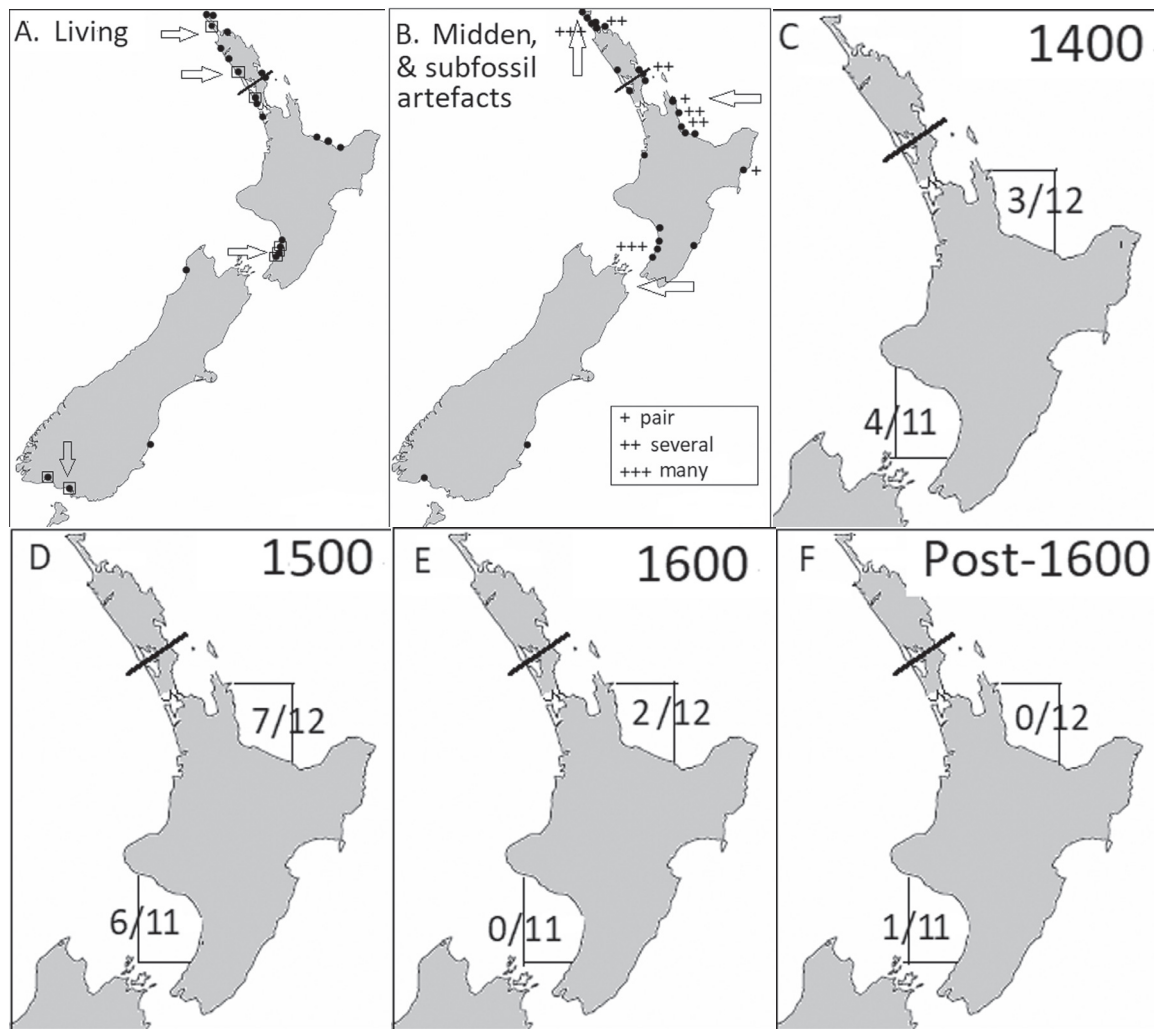 A. Living
B. Midden,
& subfossil
artefacts
+++
++
++
+
++
++
+
+++
+ pair
++ several
+++ many
C
1400
3/12
4/11
D
1500
7/12
6/11
E
1600
2/12
0/11
F
Post-1600
0/12
1/11